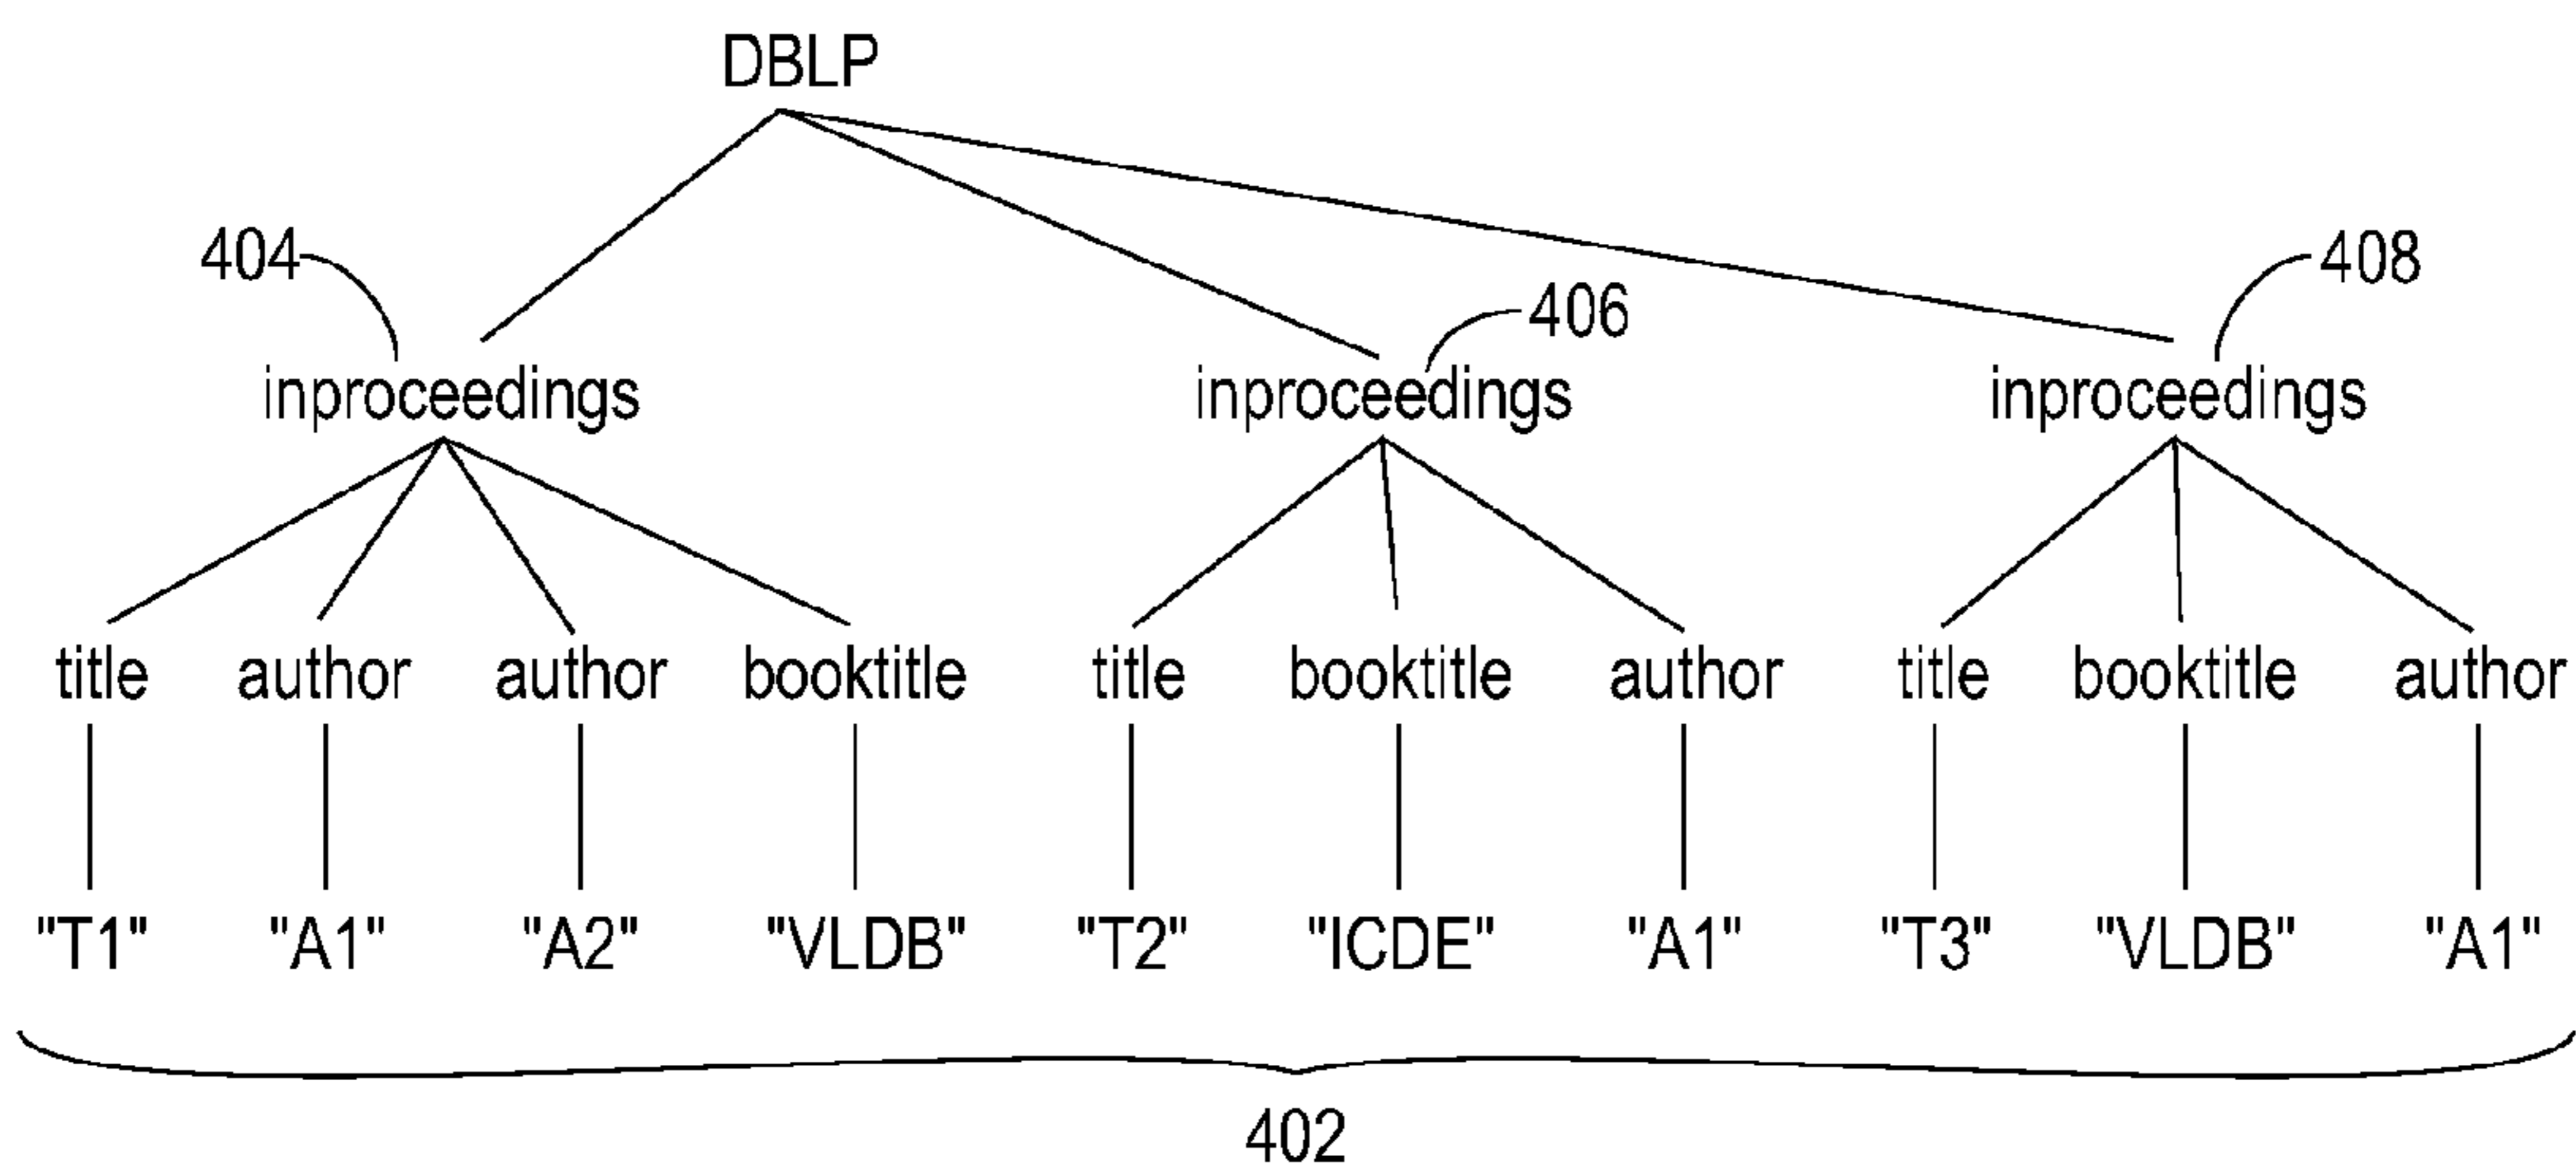 DBLP
404
406
408
inproceedings inproceedings inproceedings
title author author booktitle title booktitle author title booktitle author
"T1" "A1" "A2" "VLDB" "T2" "ICDE" "A1" "T3" "VLDB" "A1"
402